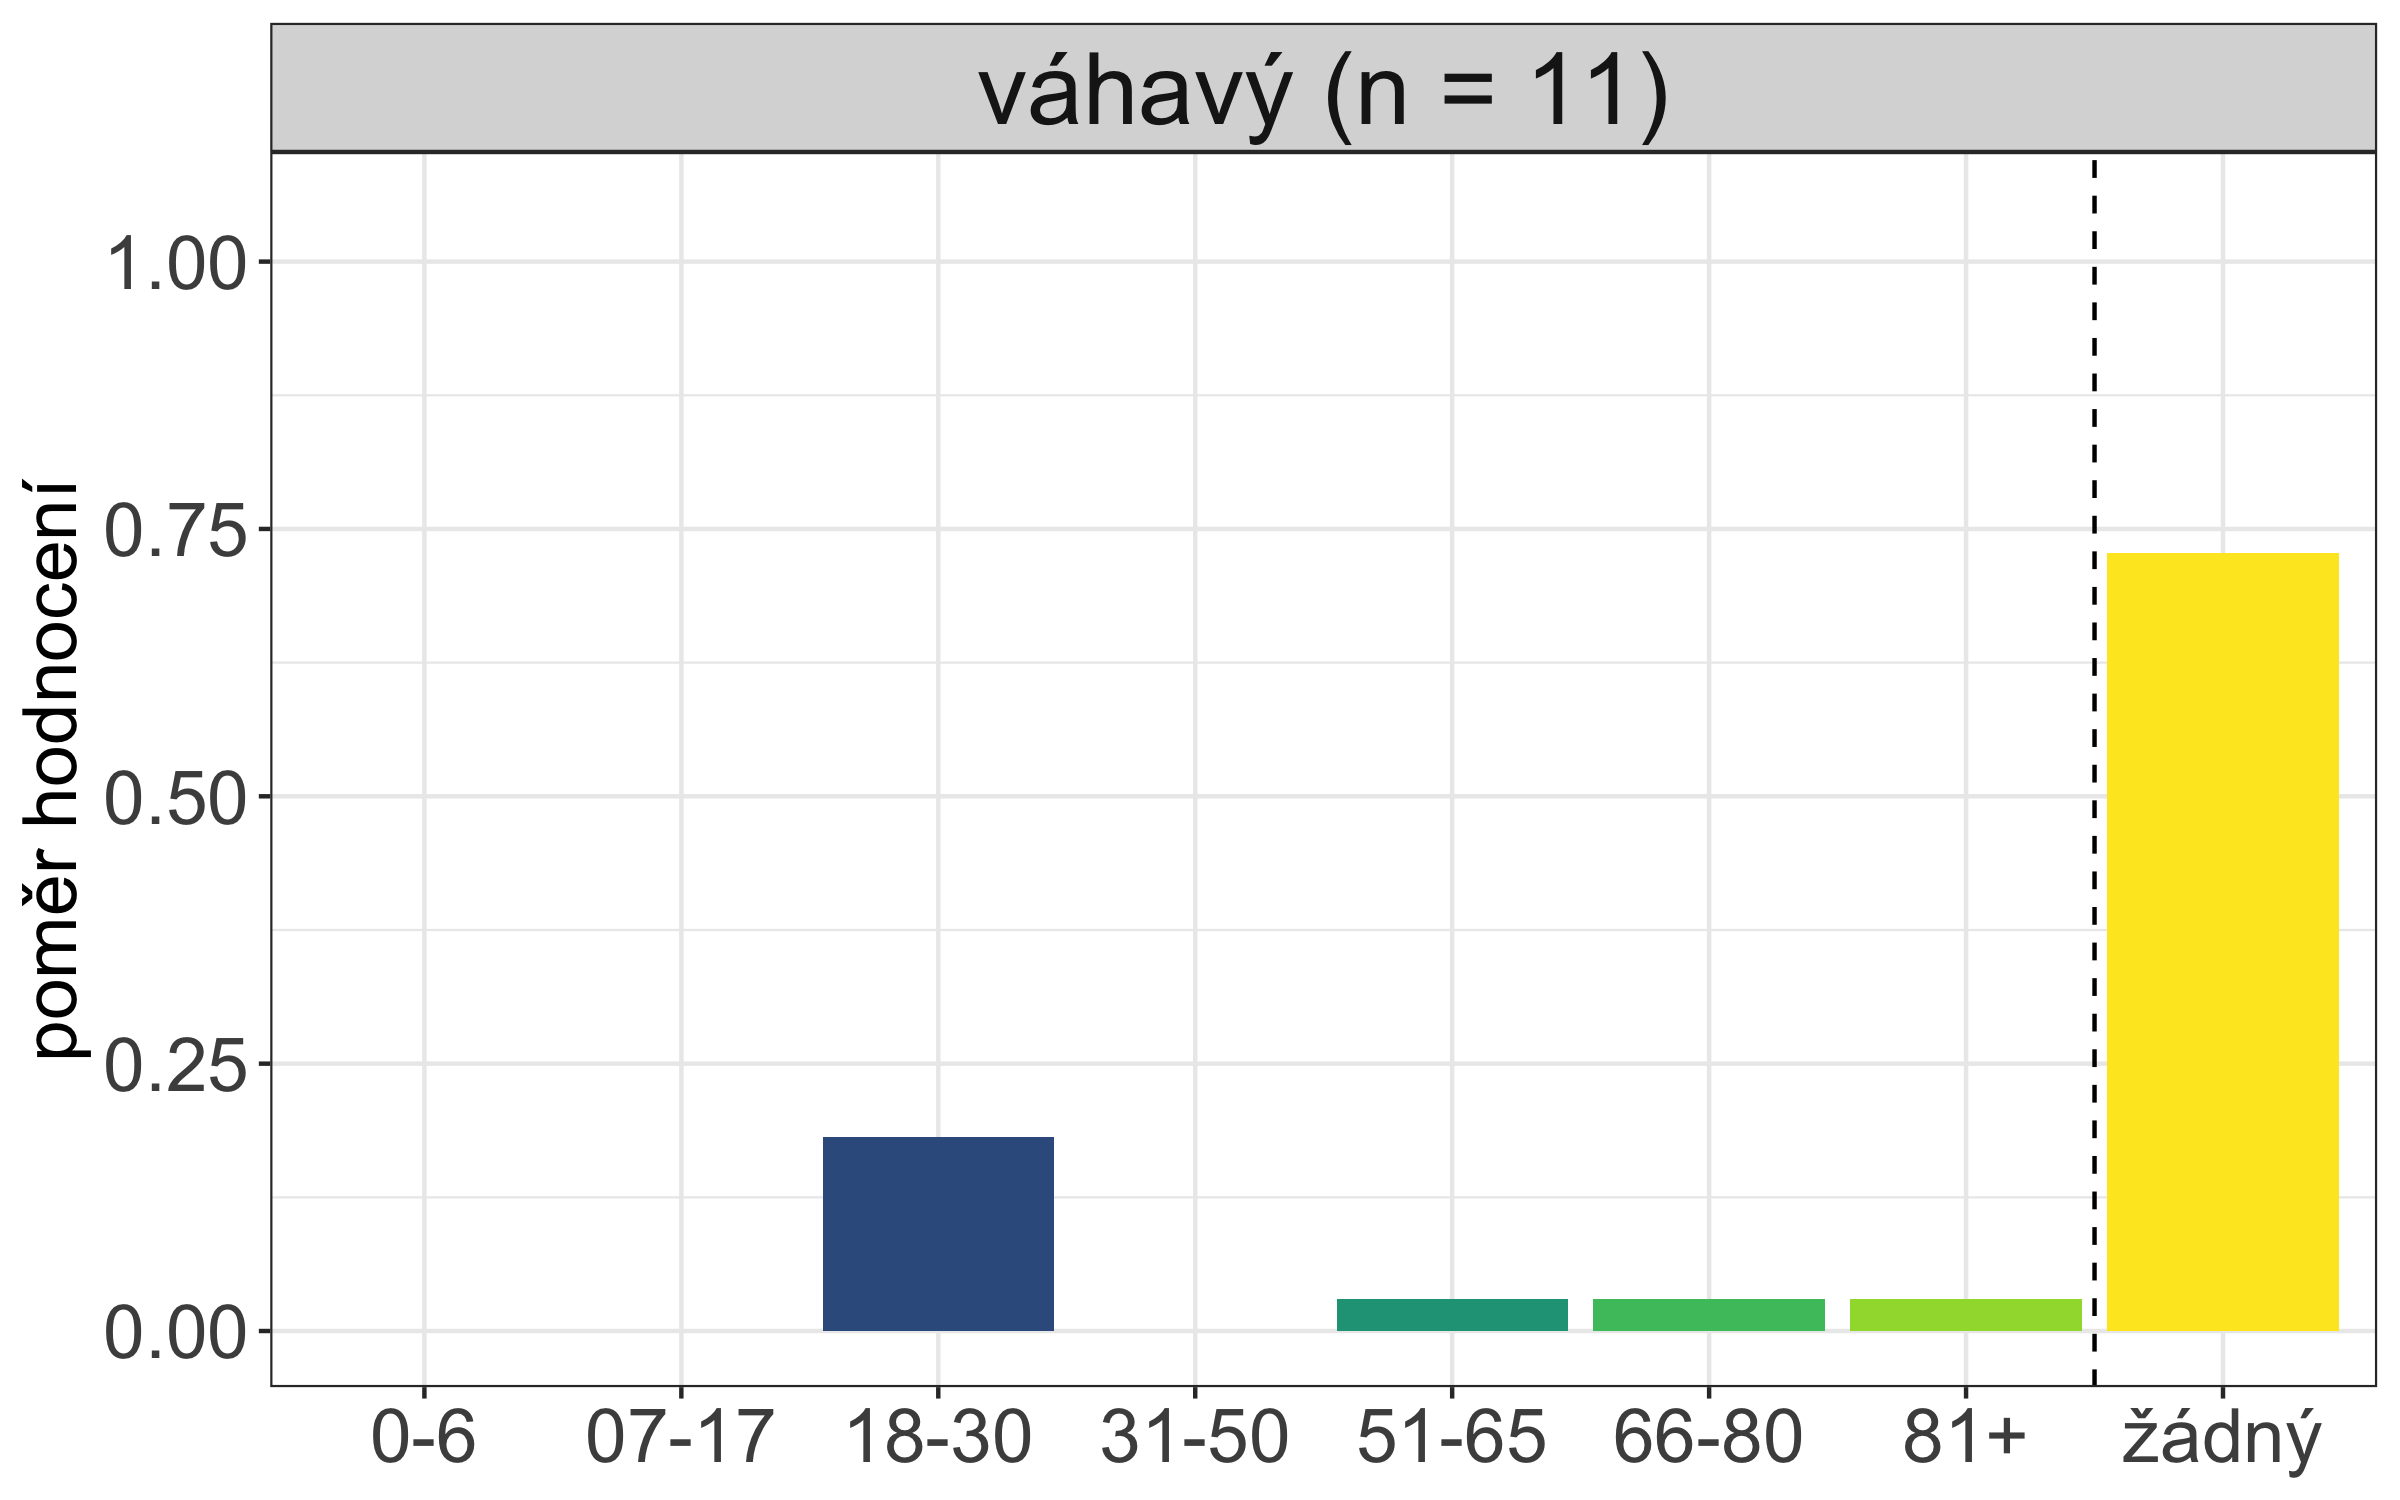 váhavý (n = 11)
poměr hodnocení
1.00
0.75
0.50
0.25
0.00
0-6 07-17 18-30 31-50 51-65 66-80 81+ žádný